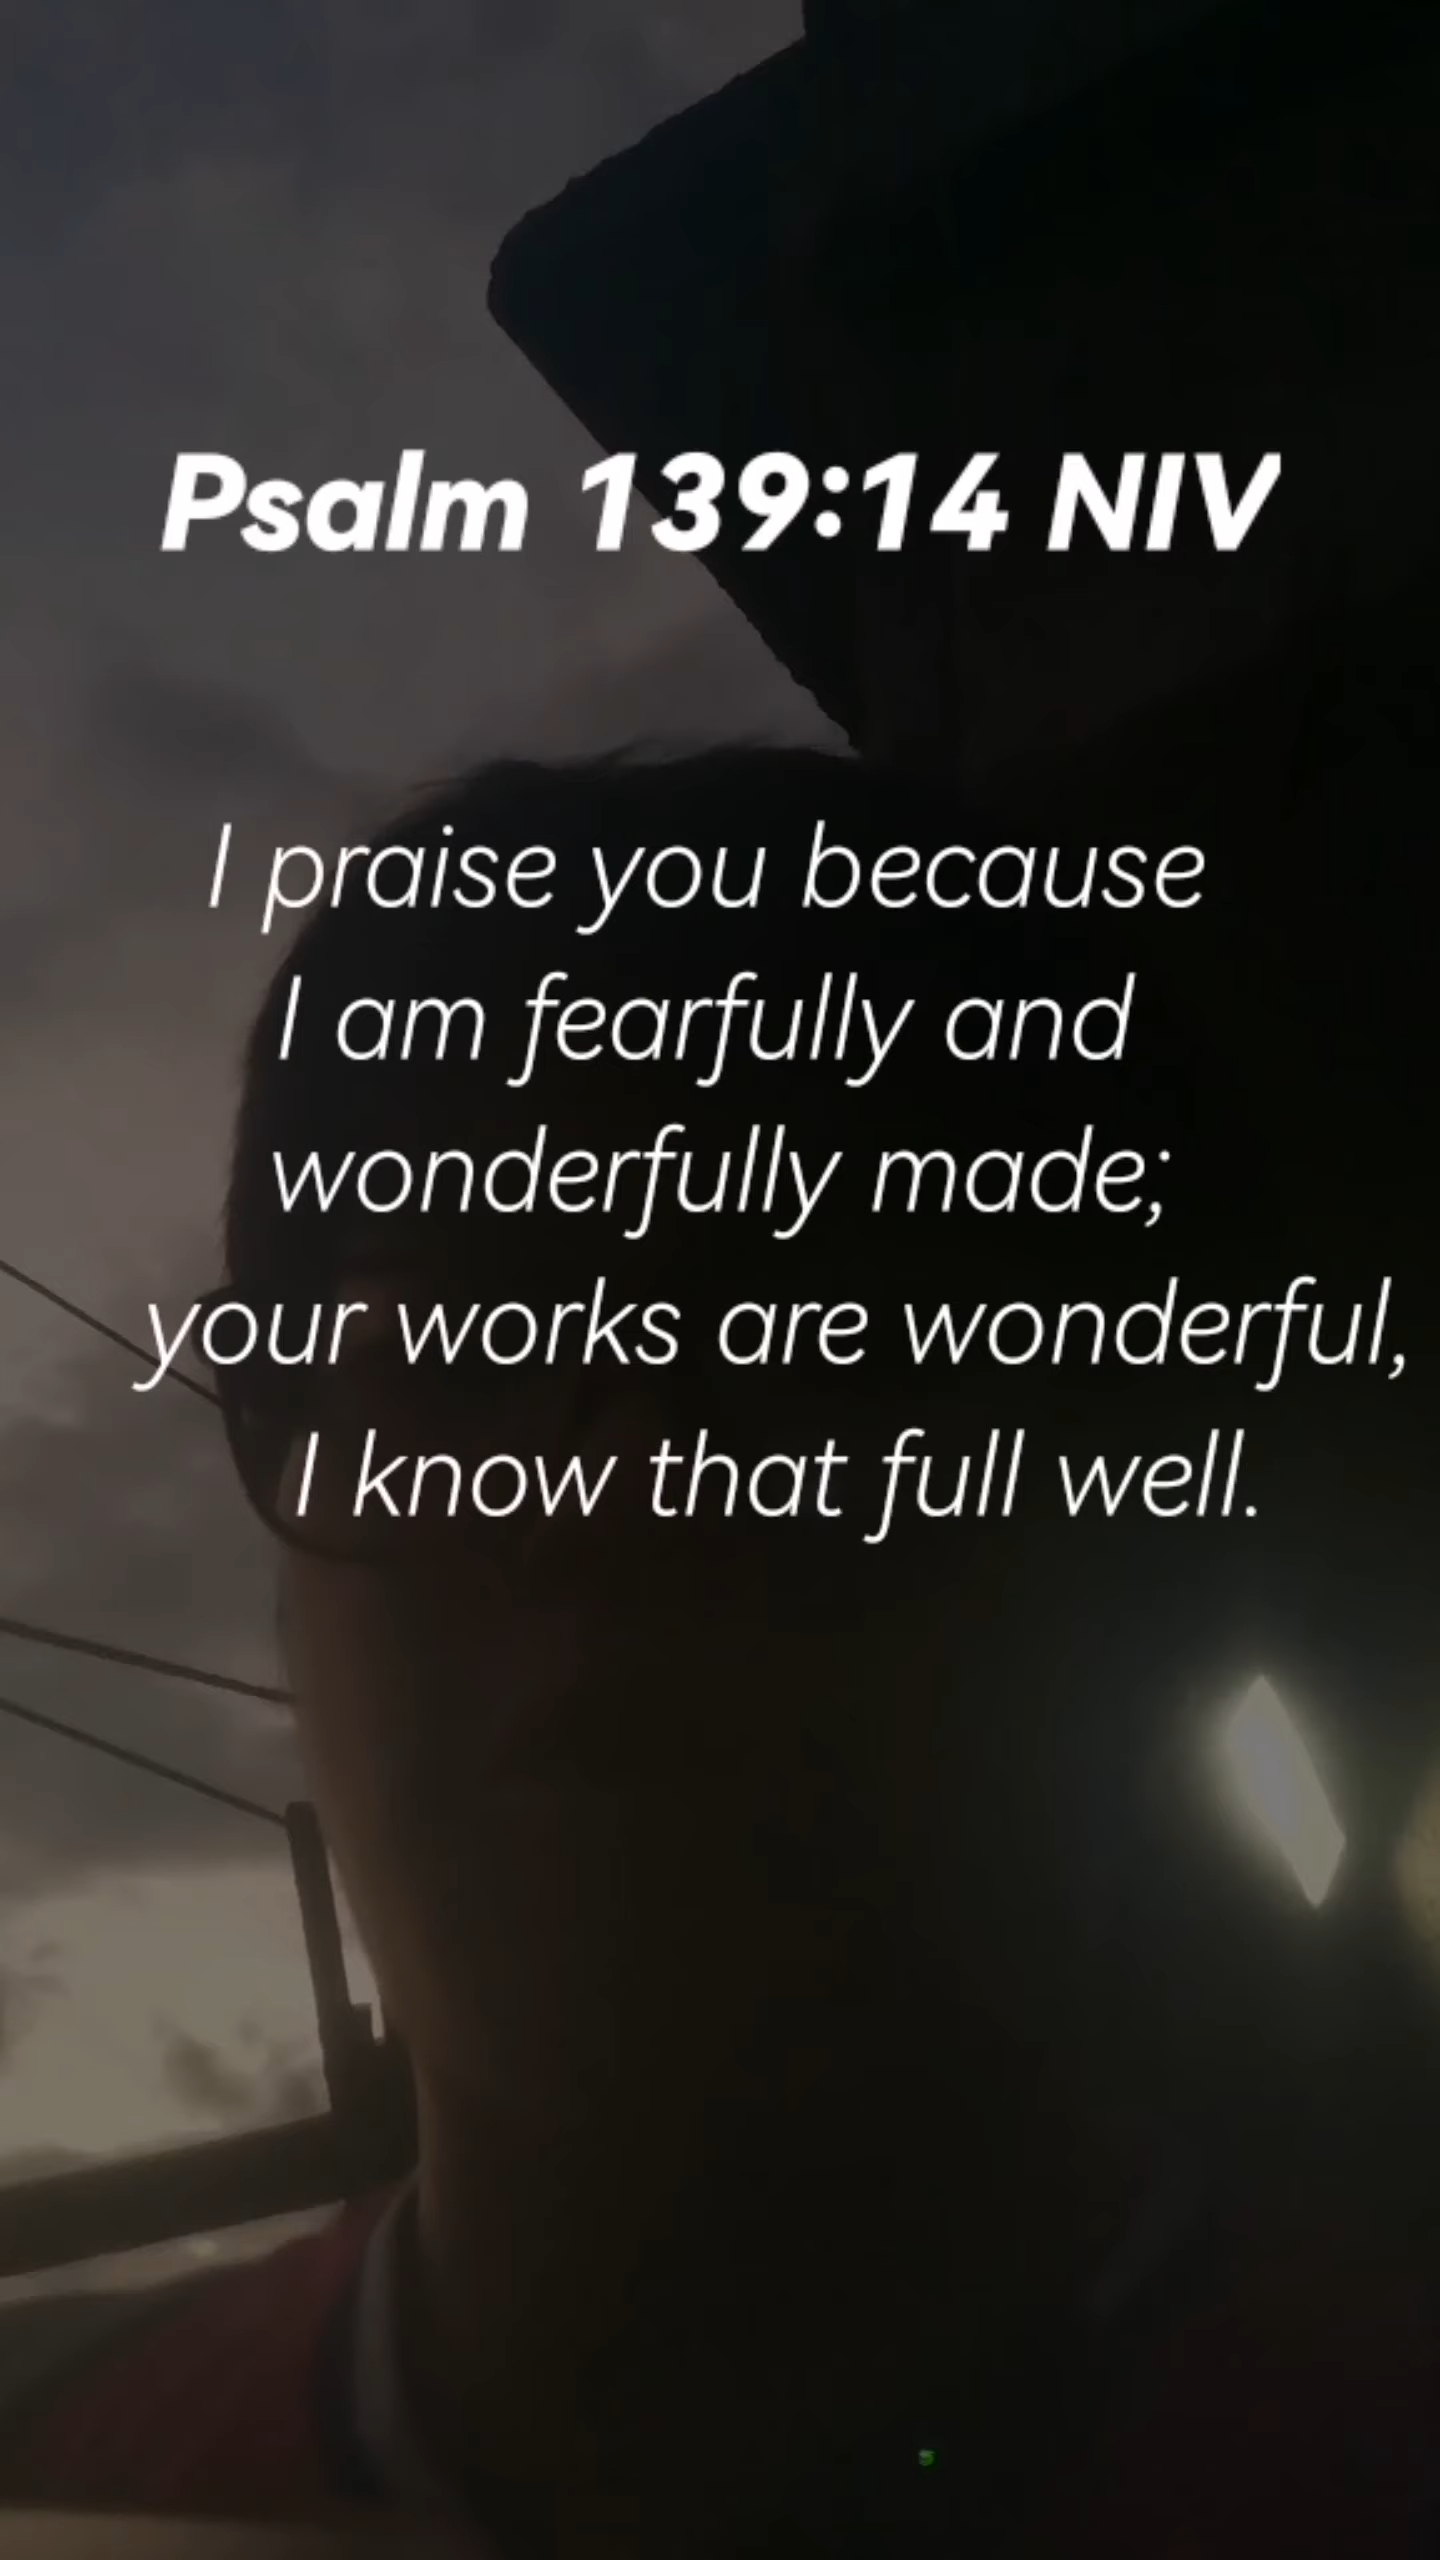 Psalm 139:14 NIV
I praise you because
I am fearfully and
wonderfully made;
your works are wonderful,
I know that full well.